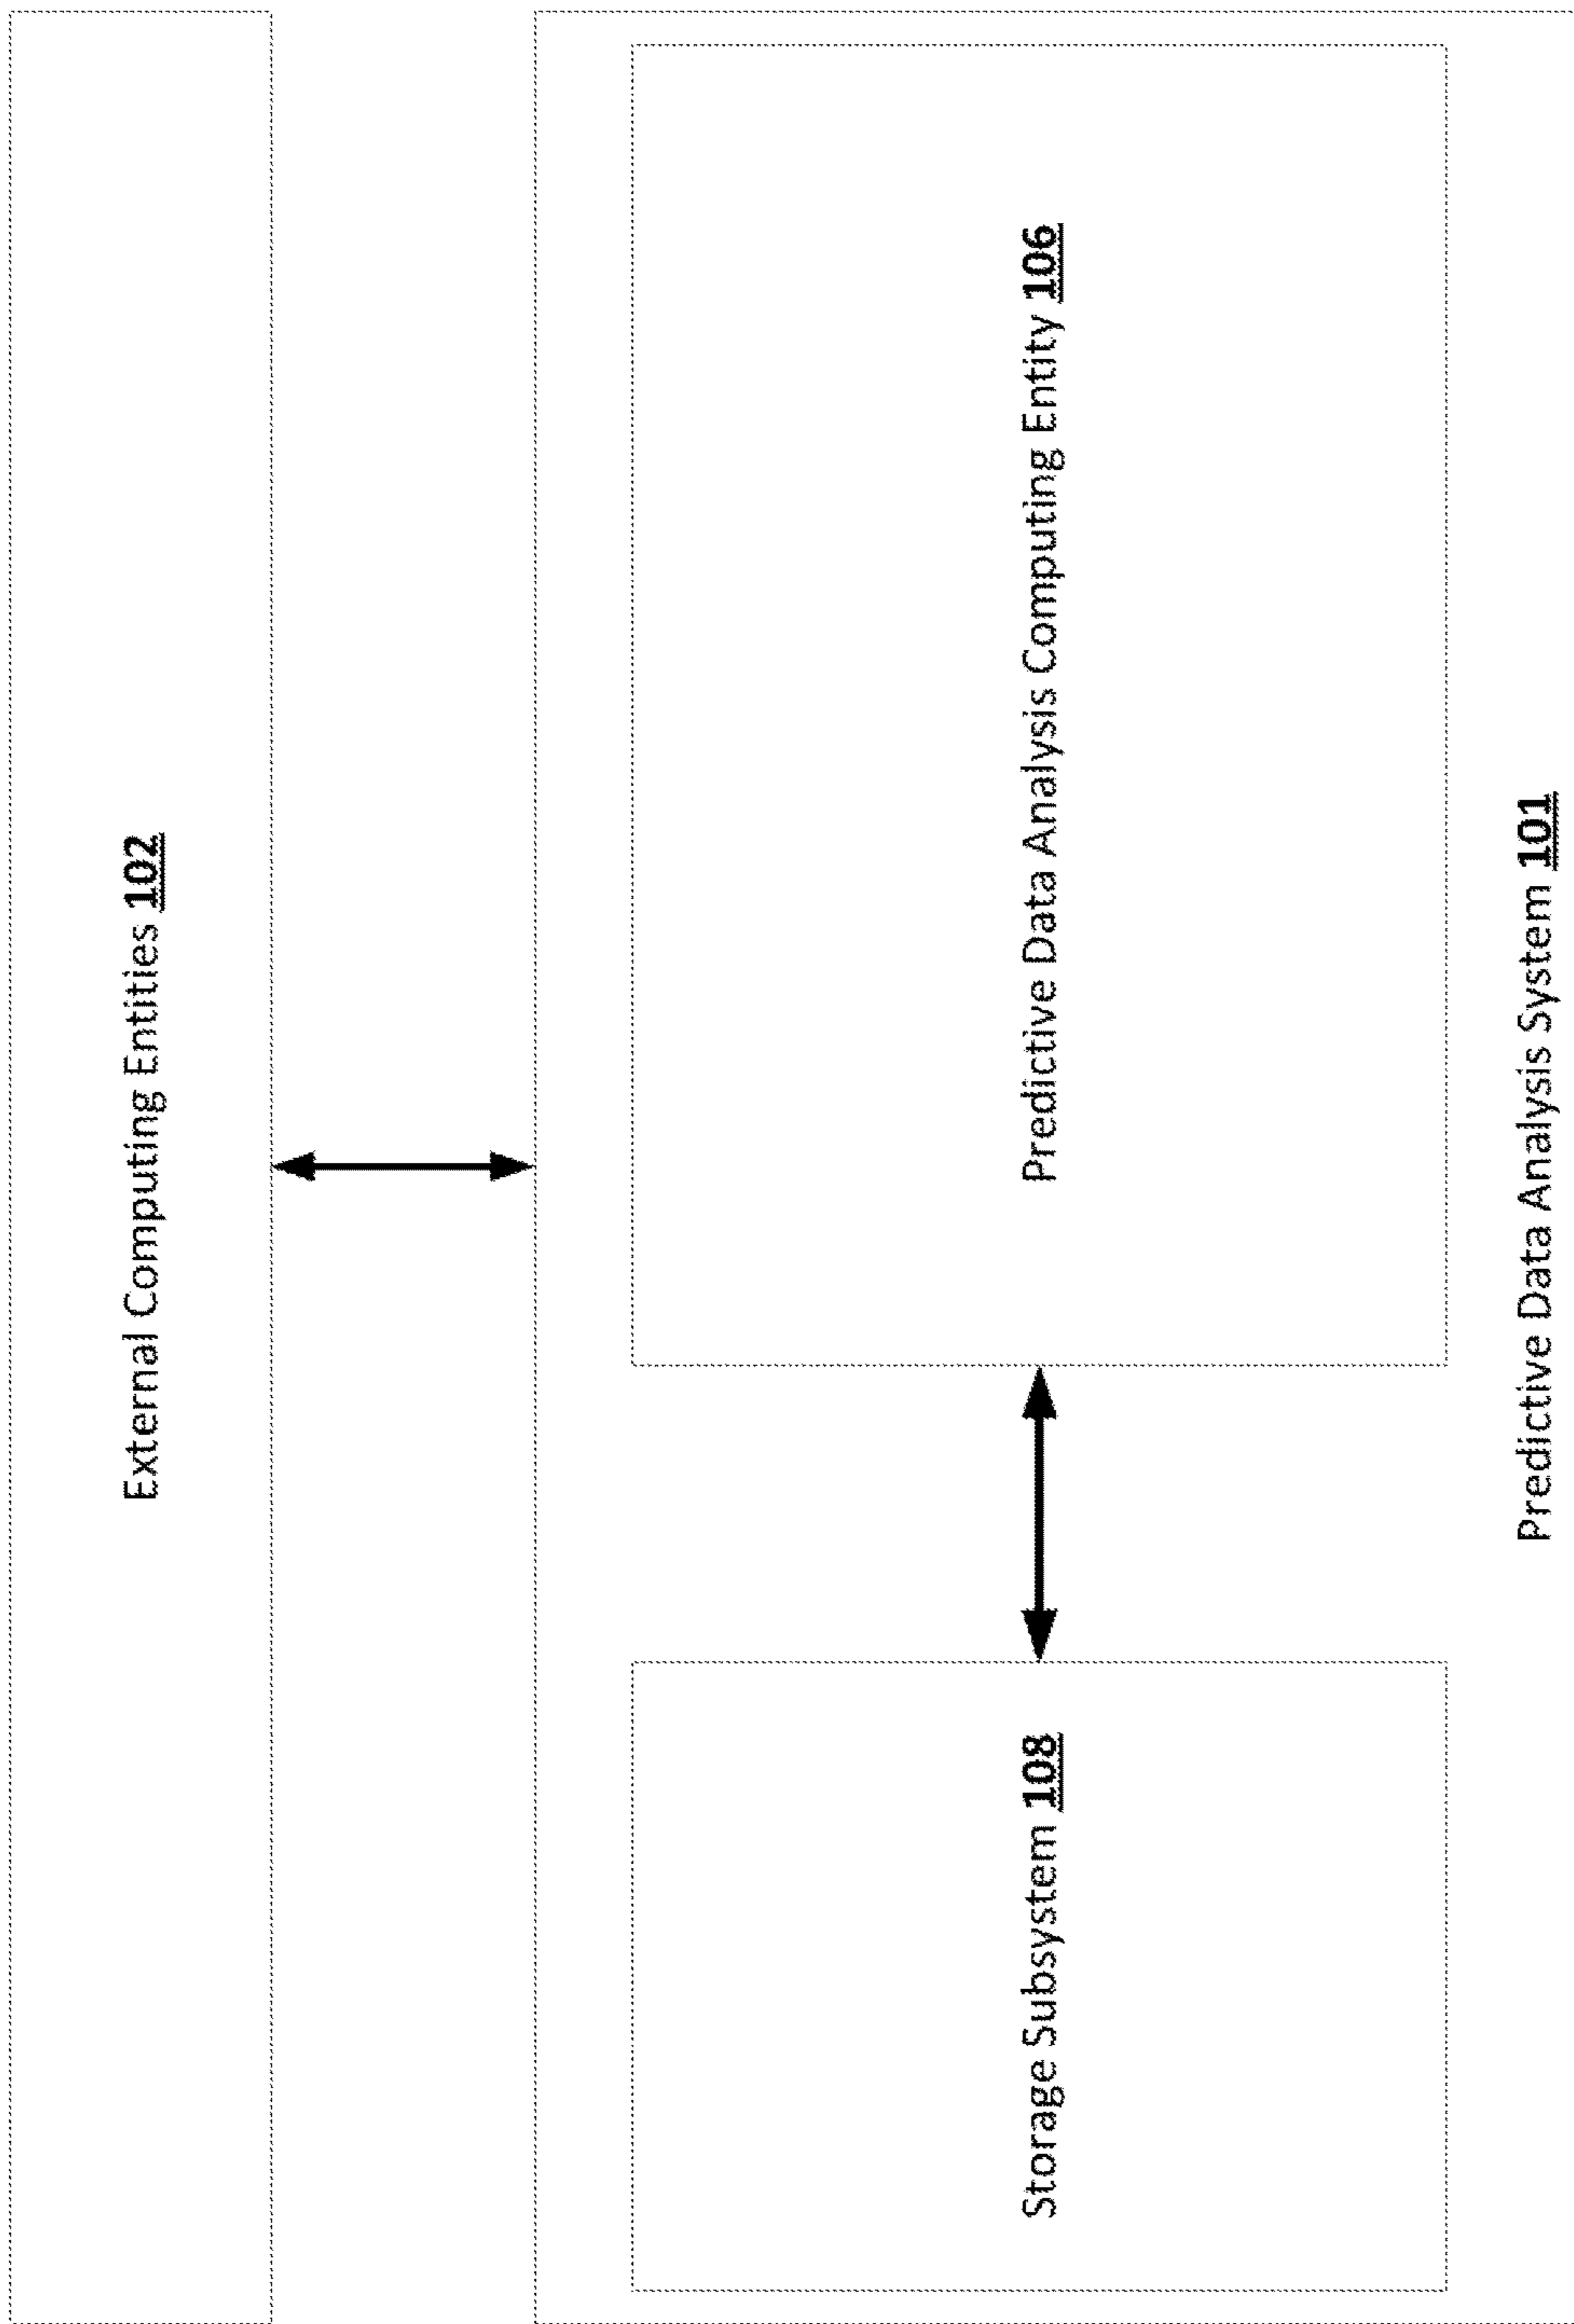 External Computing Entities 102
Storage Subsystem 108
Predictive Data Analysis Computing Entity 106
Predictive Data Analysis System 101